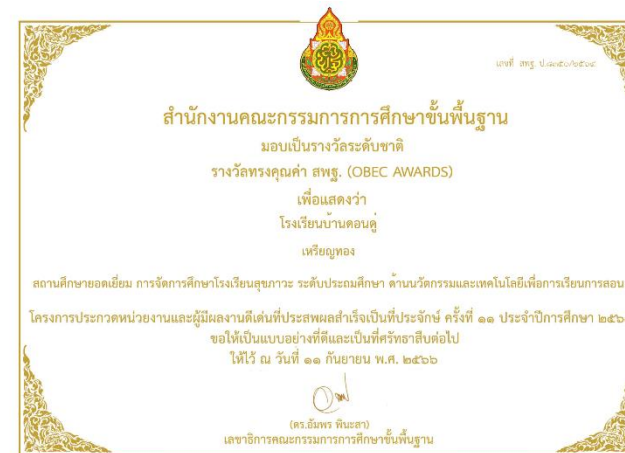 เลขที่ สพฐ.
สำนักงานคณะกรรมการการศึกษาขั้นพื้นฐาน
มอบเป็นรางวัลระดับชาติ
รางวัลทรงคุณค่า สพฐ. (OBEC AWARDS)
เพื่อแสดงว่า
โรงเรียนบ้านดอนดู่
เหรียญทอง
สถานศึกษายอดเยี่ยม การจัดการศึกษาโรงเรียนสุขภาวะ ระดับประถมศึกษา ด้านนวัตกรรมและเทคโนโลยีเพื่อการเรียนการสอน
โครงการประกวดหน่วยงานและผู้มีผลงานดีเด่นที่ประสพผลสำเร็จเป็นที่ประจักษ์ ครั้งที่ ๑๑ ประจำปีการศึกษา
ขอให้เป็นแบบอย่างที่ดีและเป็นที่ศรัทธาสืบต่อไป
ให้ไว้ ณ วันที่ ๑๑ กันยายน พ.ศ. ๒๕๖๖
(ดร.อัมพร พินะสา)
เลขาธิการคณะกรรมการการศึกษาขั้นพื้นฐาน